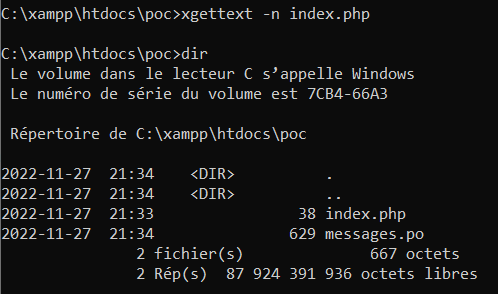 C:\xampp\htdocs\poc>xgettext -n index.php
C:\xampp\htdocs\poc>dir
Le volume dans le lecteur C s’appelle Windows
Le numéro de série du volume est 7CB4-66A3
Répertoire de C:\xampp\htdocs\poc
2022-11-27  21:34    <DIR>          .
2022-11-27  21:34    <DIR>          ..
2022-11-27  21:33                38 index.php
2022-11-27  21:34               629 messages.po
2 fichier(s)              667 octets
2 Rép(s)  87 924 391 936 octets libres